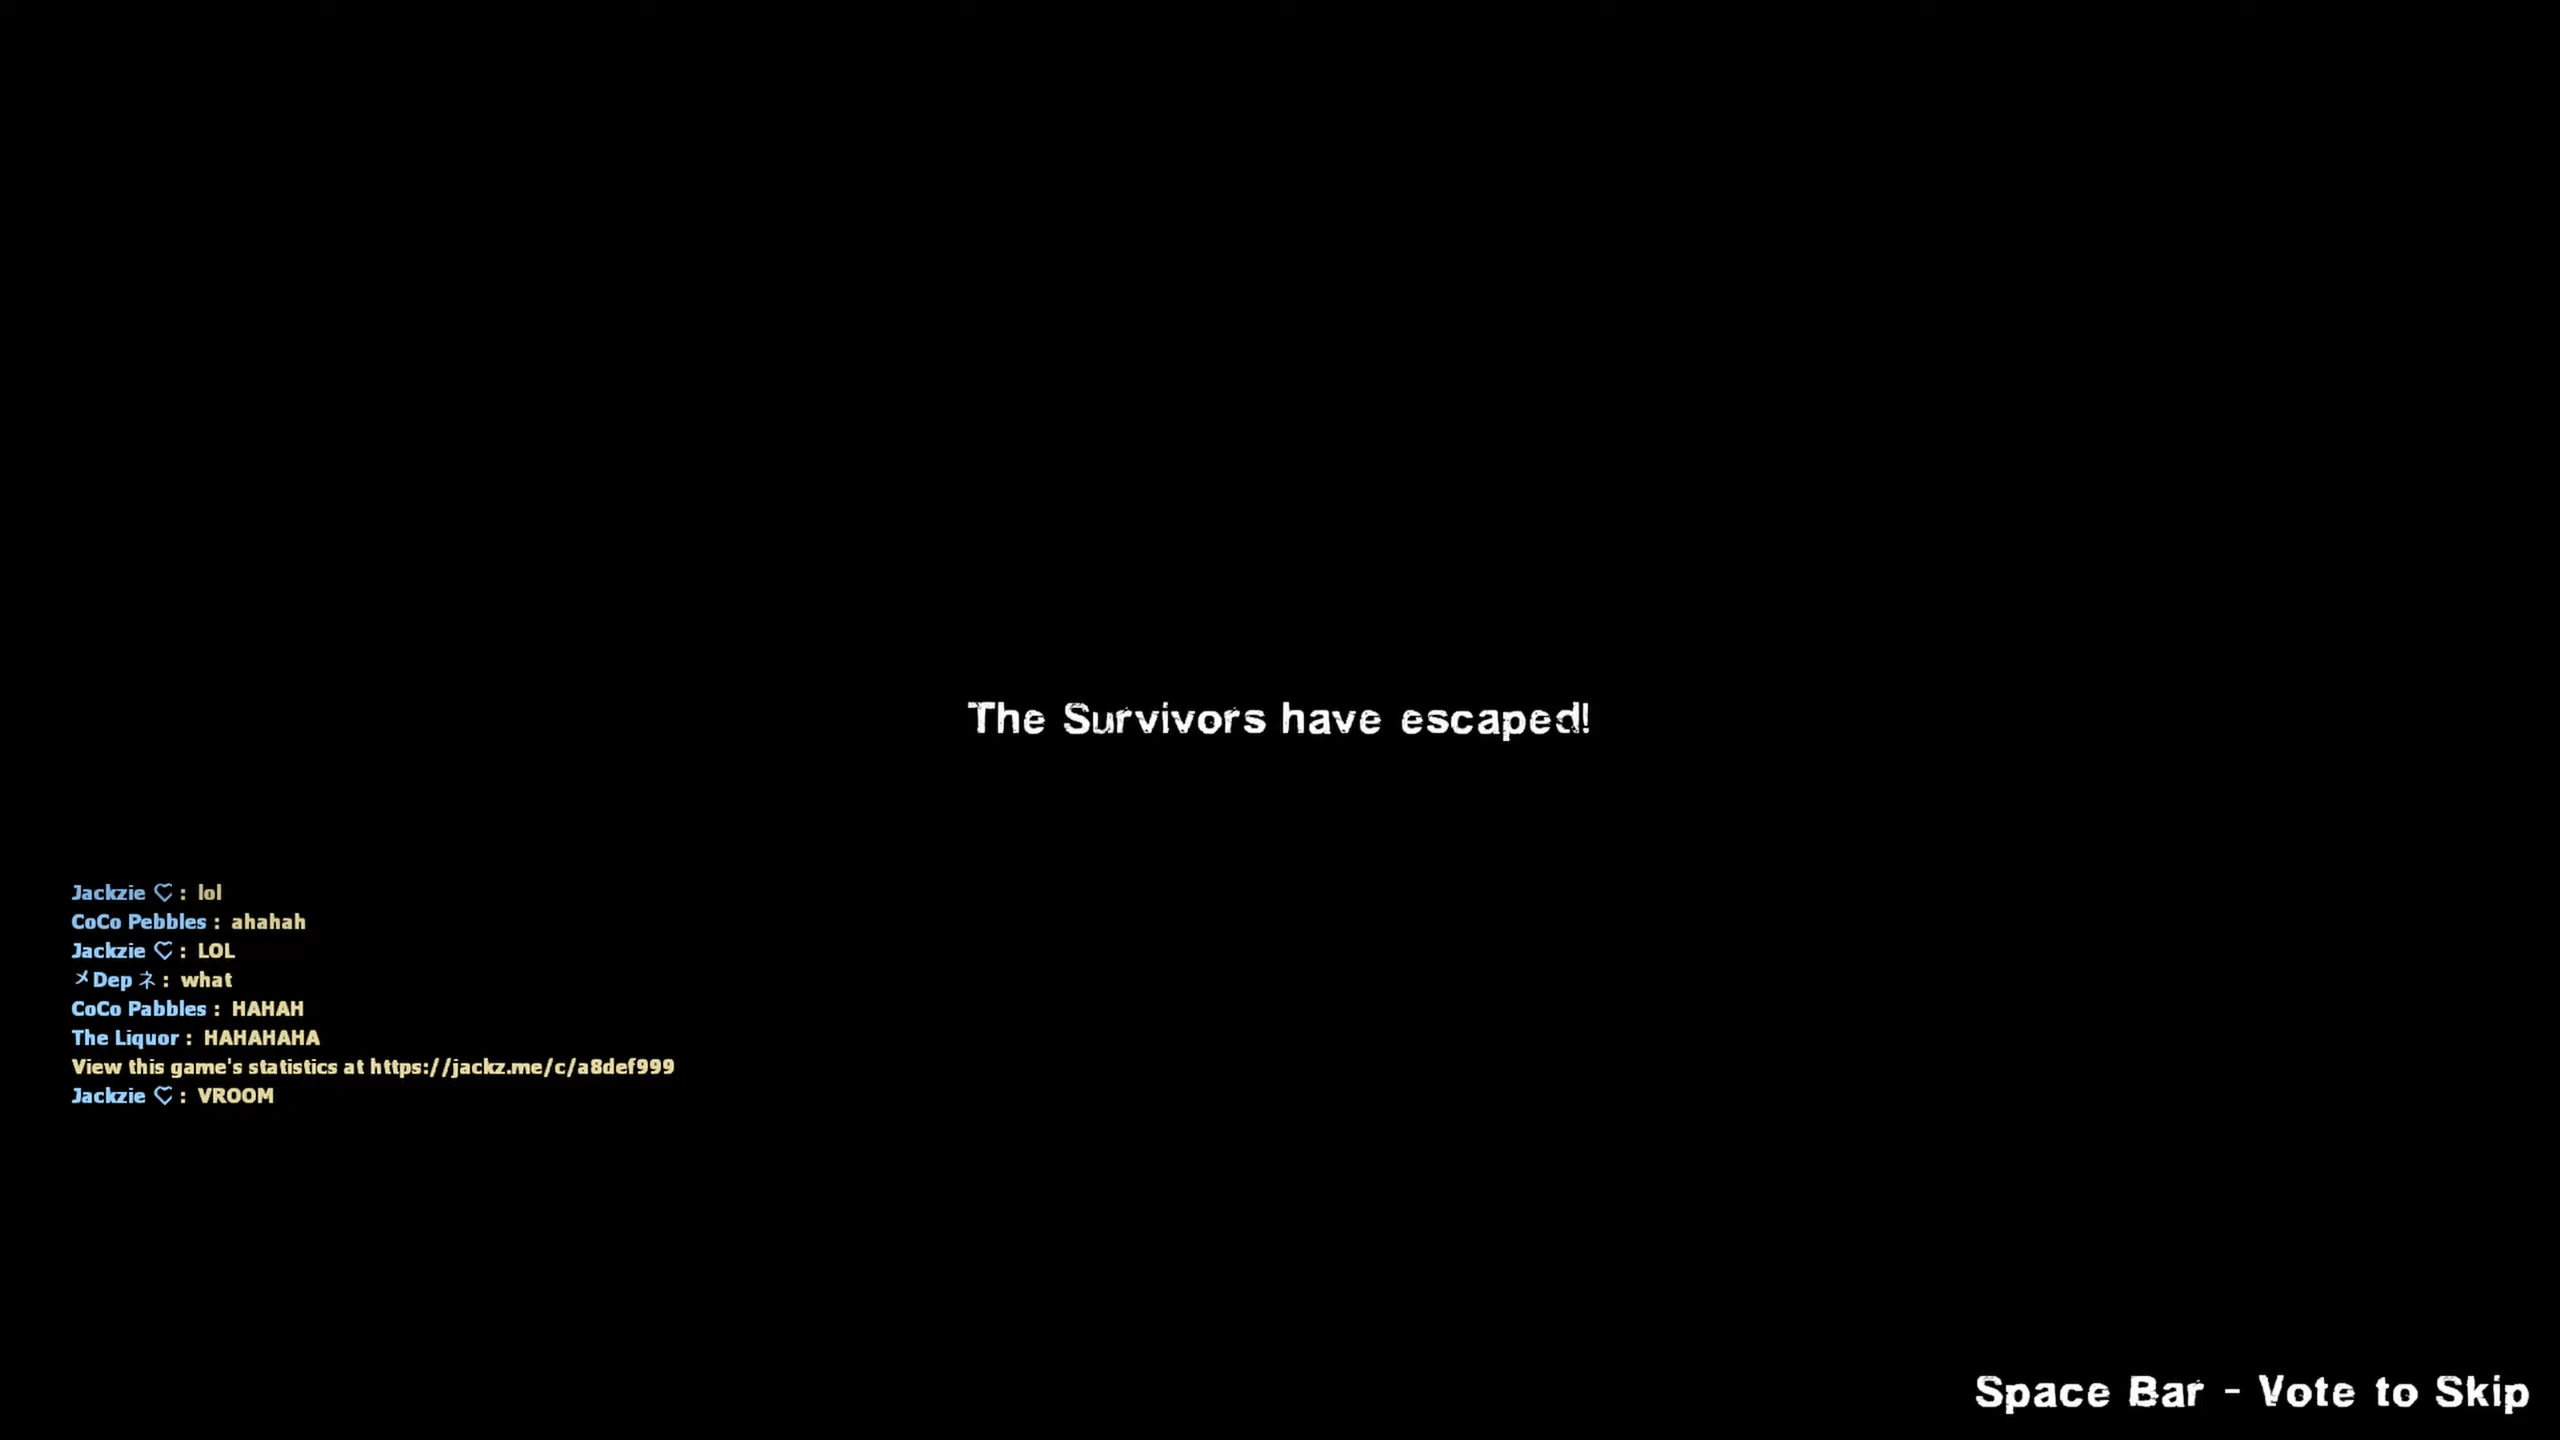 The Survivors have escaped!
Jackzie ♡ : lol
CoCo Pebbles : ahahah
Jackzie ♡ : LOL
メDep ネ : what
CoCo Pabbles : HAHAH
The Liquor : HAHAHAHA
View this game's statistics at https://jackz.me/c/a8def999
Jackzie ♡ : VROOM
Space Bar - Vote to Skip